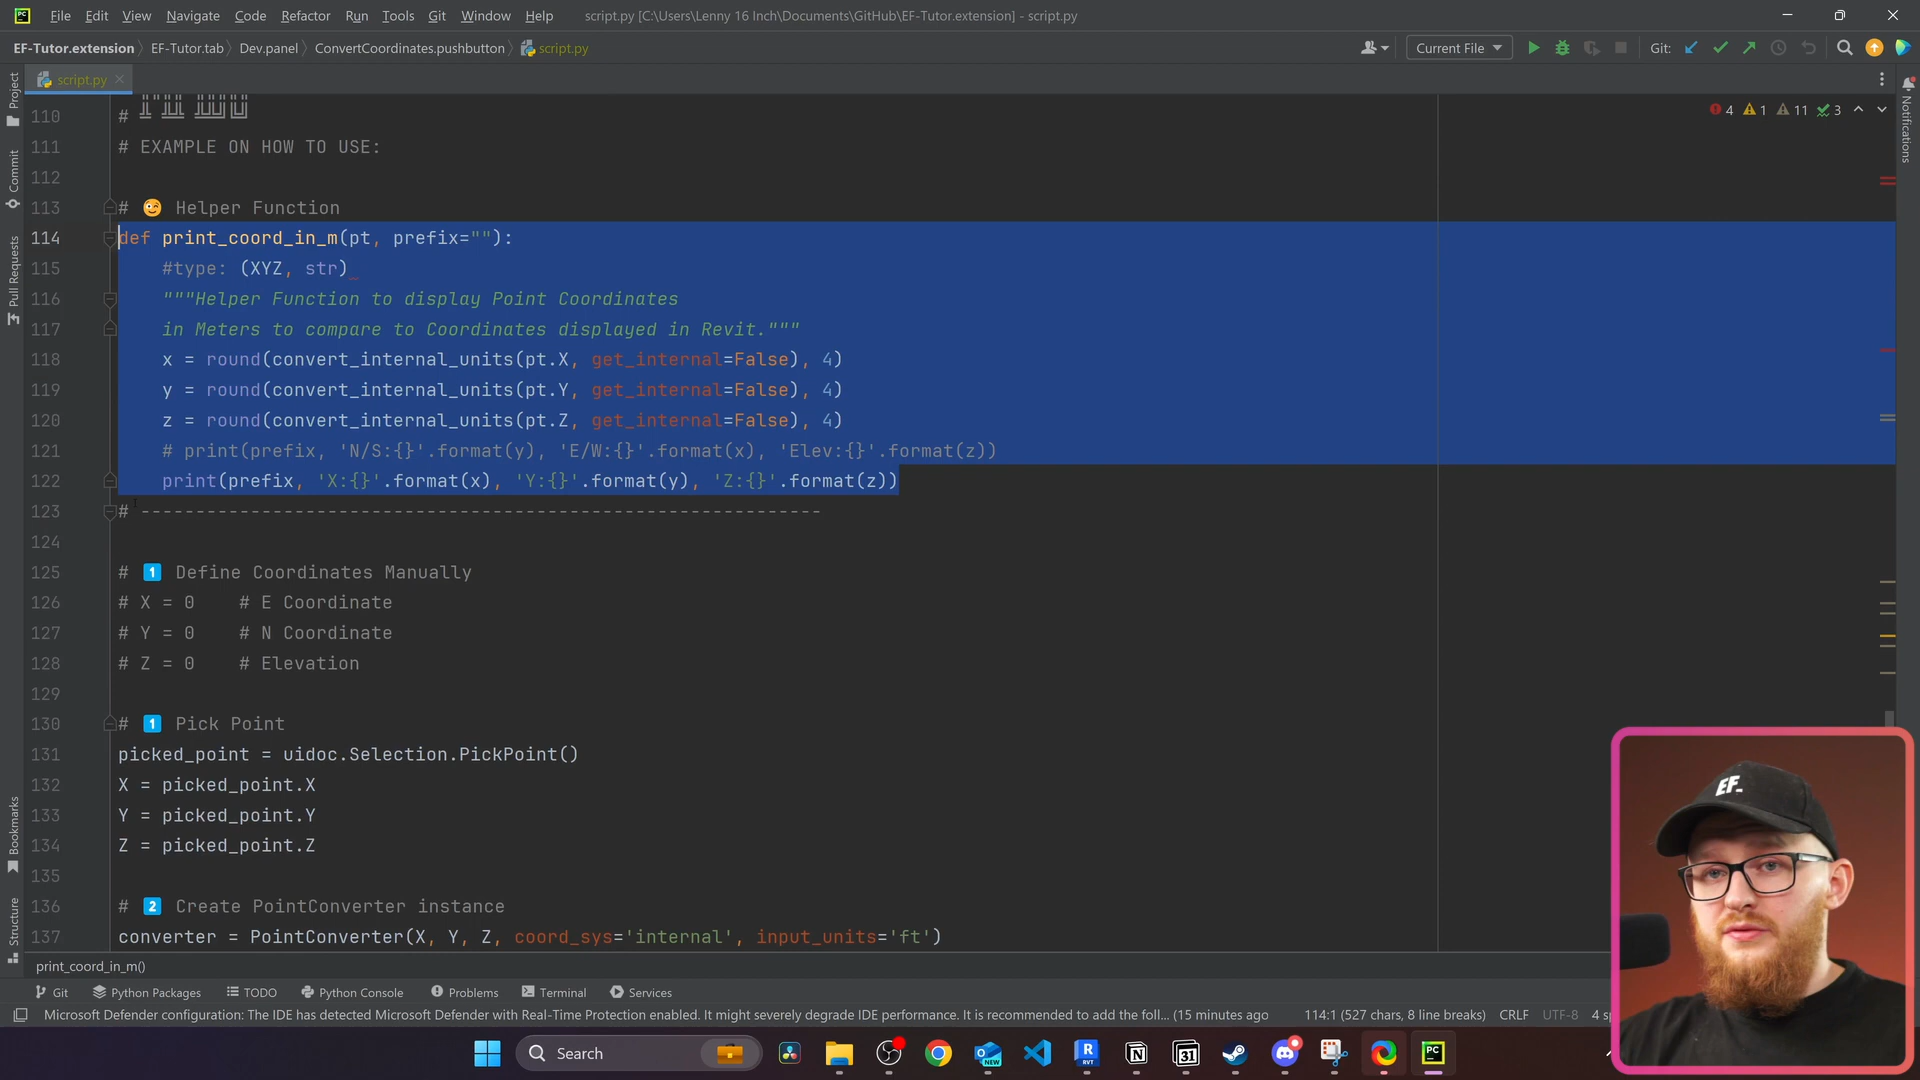 File Edit View Navigate Code Refactor Run Tools Git Window Help script.py [C:\Users\Lenny 16 Inch\Documents\GitHub\EF-Tutor.extension] - script.py
EF-Tutor.extension EF-Tutor.tab Dev.panel ConvertCoordinates.pushbutton script.py Current File Git:
script.py
Project
Commit
Pull Requests
Bookmarks
Structure
Notifications
4 1 11 3
110 #
111 # EXAMPLE ON HOW TO USE:
112
113 # 😉 Helper Function
114 def print_coord_in_m(pt, prefix=""):
115 #type: (XYZ, str)
116 """Helper Function to display Point Coordinates
117 in Meters to compare to Coordinates displayed in Revit."""
118 x = round(convert_internal_units(pt.X, get_internal=False), 4)
119 y = round(convert_internal_units(pt.Y, get_internal=False), 4)
120 z = round(convert_internal_units(pt.Z, get_internal=False), 4)
121 # print(prefix, 'N/S:{}'.format(y), 'E/W:{}'.format(x), 'Elev:{}'.format(z))
122 print(prefix, 'X:{}'.format(x), 'Y:{}'.format(y), 'Z:{}'.format(z))
123 # --------------------------------------------------------------
124
125 # 1️⃣ Define Coordinates Manually
126 # X = 0 # E Coordinate
127 # Y = 0 # N Coordinate
128 # Z = 0 # Elevation
129
130 # 1️⃣ Pick Point
131 picked_point = uidoc.Selection.PickPoint()
132 X = picked_point.X
133 Y = picked_point.Y
134 Z = picked_point.Z
135
136 # 2️⃣ Create PointConverter instance
137 converter = PointConverter(X, Y, Z, coord_sys='internal', input_units='ft')
EF.
print_coord_in_m()
Git Python Packages TODO Python Console Problems Terminal Services
Microsoft Defender configuration: The IDE has detected Microsoft Defender with Real-Time Protection enabled. It might severely degrade IDE performance. It is recommended to add the foll... (15 minutes ago 114:1 (527 chars, 8 line breaks) CRLF UTF-8 4
Search